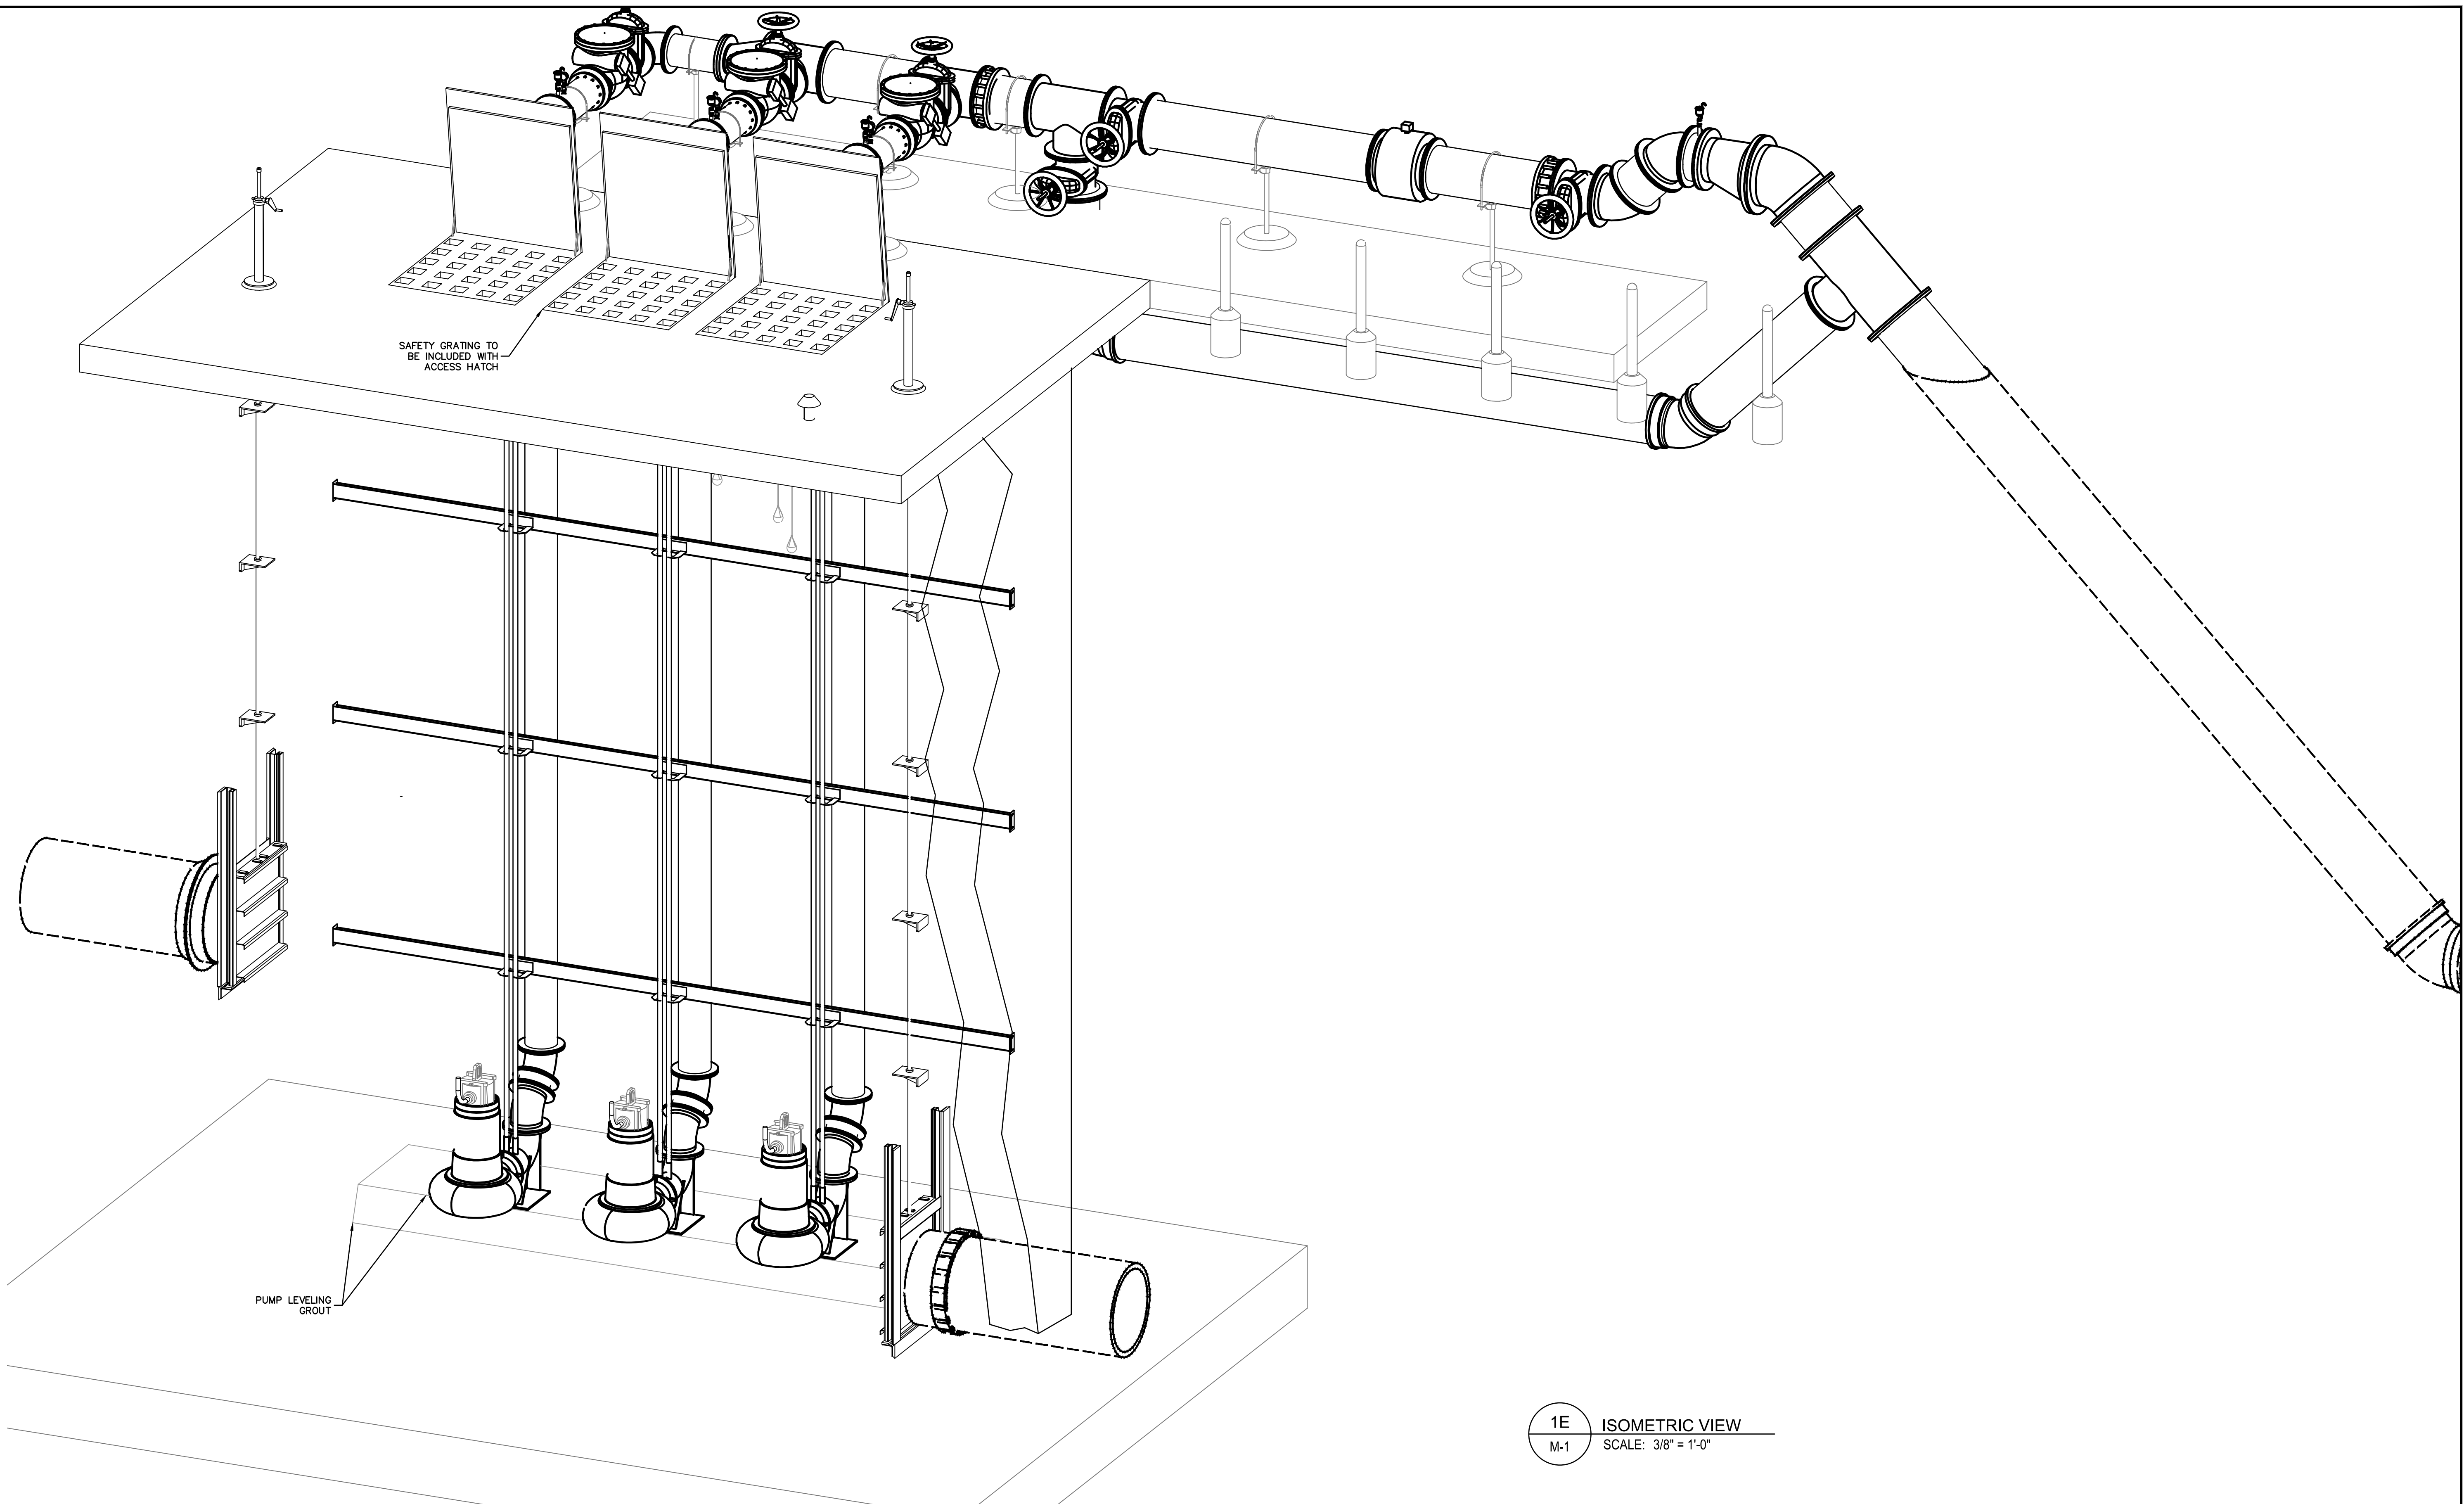 SAFETY GRATING TO
BE INCLUDED WITH
ACCESS HATCH
PUMP LEVELING
GROUT
1E
M-1
ISOMETRIC VIEW
SCALE: 3/8" = 1'-0"